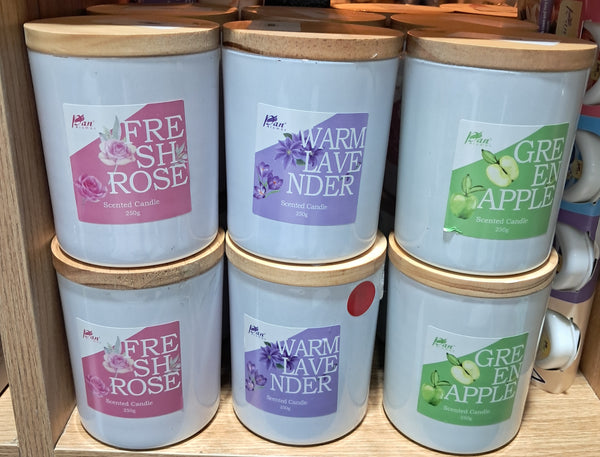 FRE
SH
ROSE
Scented Candle
250g
WARM
LAVE
NDER
Scented Candle
250g
GRE
EN
APPLE
Scented Candle
250g
FRE
SH
ROSE
Scented Candle
250g
WARM
LAVE
NDER
Scented Candle
250g
GRE
EN
APPLE
Scented Candle
250g